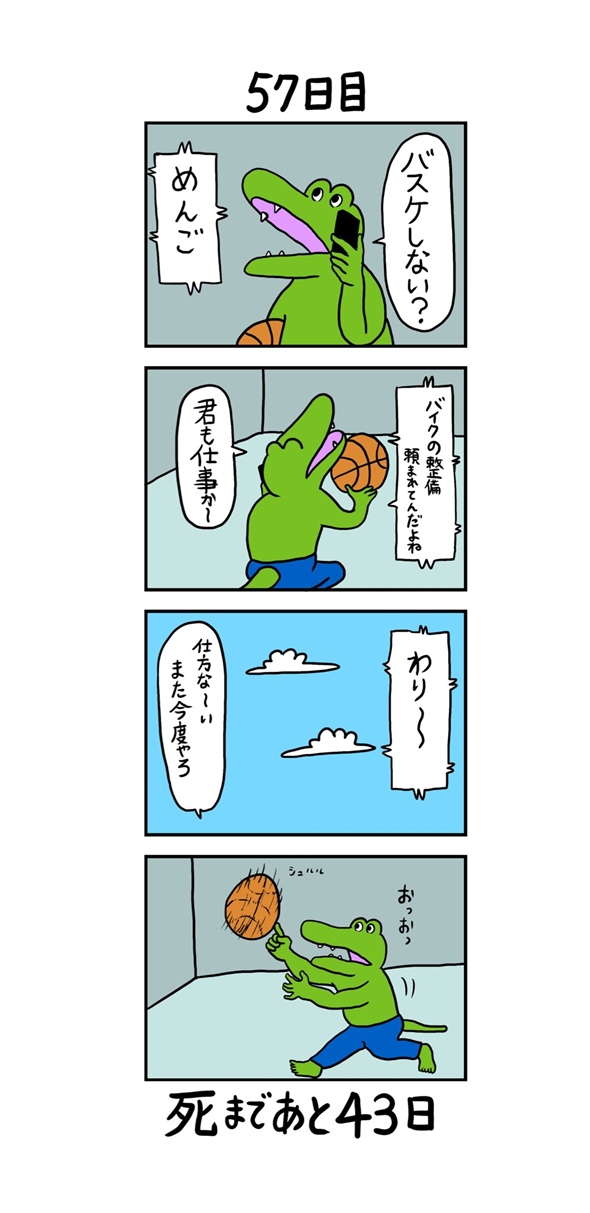 57日目
バスケしない?
めんご
バイクの整備
頼まれてんだよね
君も仕事か〜
わり〜
仕方な〜い
また今度やろ
シュルル
おっおっ
死まであと43日